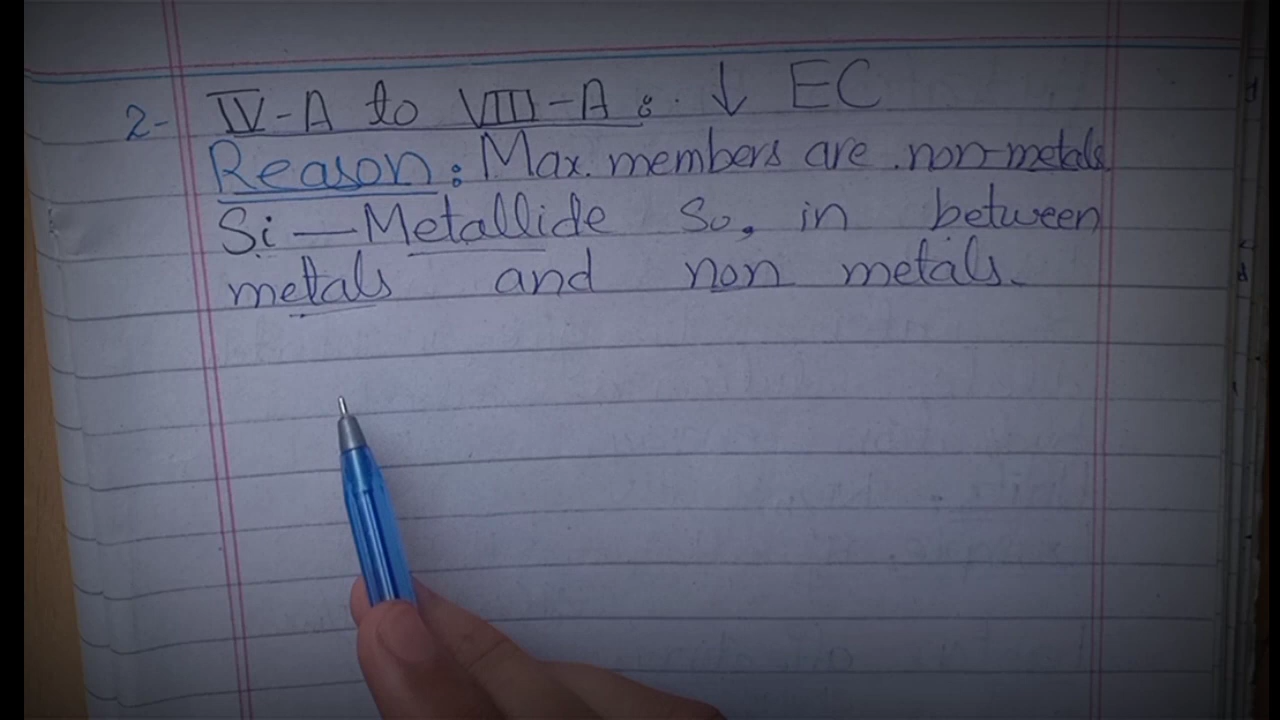 2- IV-A to VIII-A : ↓ EC
Reason : Max. members are non-metals
Si — Metallide So, in between
metals and non metals.